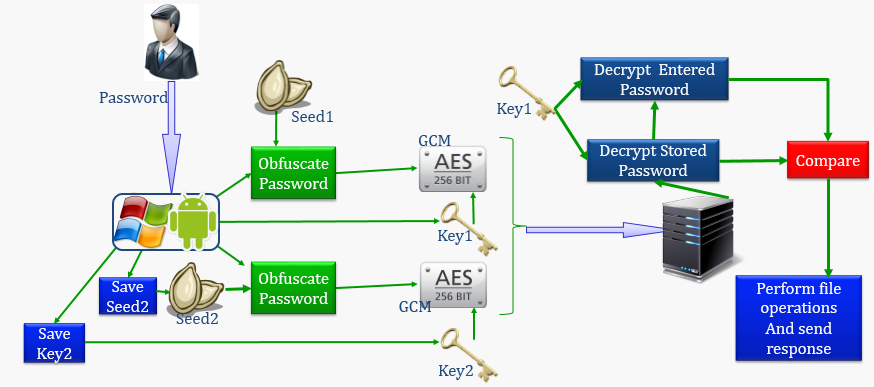 Password
Seed1
Obfuscate
Password
GCM
AES
256 BIT
Key1
Save
Seed2
Seed2
Obfuscate
Password
AES
256 BIT
GCM
Save
Key2
Key2
Key1
Decrypt Entered
Password
Decrypt Stored
Password
Compare
Perform file
operations
And send
response